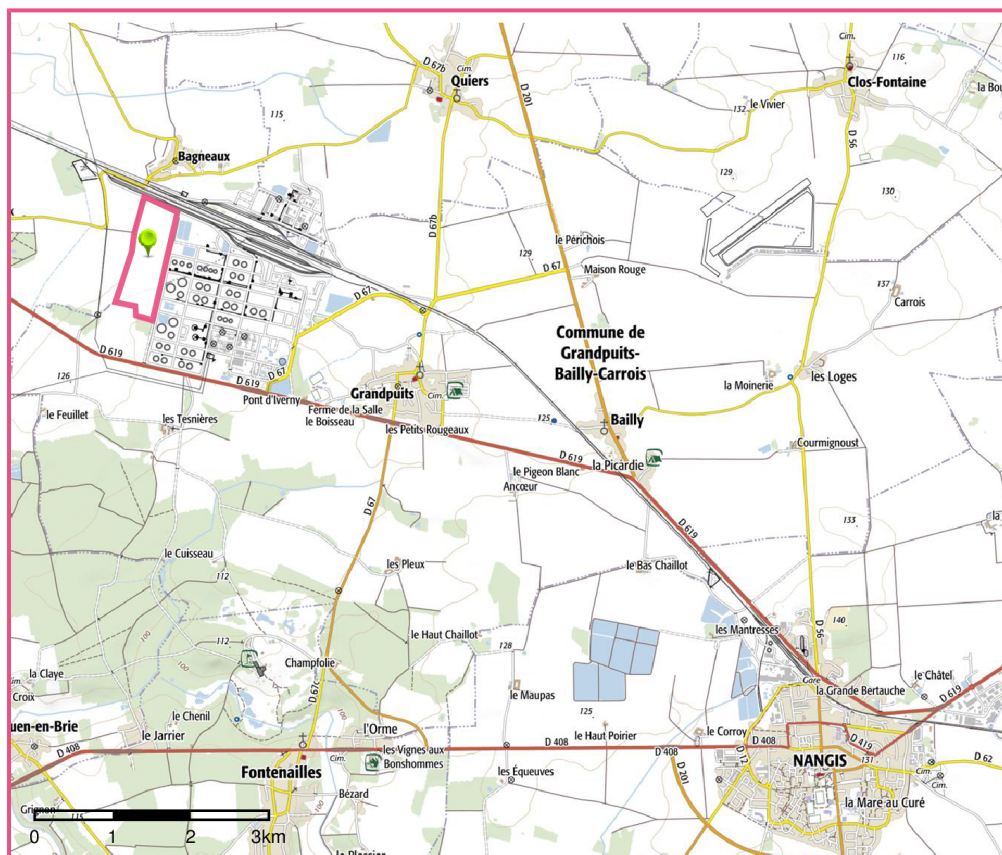 Cim.
D 67b
Quiers
D 201
Cim.
116
Clos-Fontaine
la Bou
115
132
le Vivier
D 56
Bagneaux
129
130
D 67b
le Périchois
129
D 67
Maison Rouge
137
Carrois
D 67
Commune de
Grandpuits-
Bailly-Carrois
D 619
126
D 619
D 67
Pont d'Iverny
Grandpuits
Cim.
la Moinerie
les Loges
le Feuillet
les Tesnières
Ferme de la Salle
le Boisseau
les Petits Rougeaux
125
Bailly
Courmignoust
D 619
la Picardie
le Pigeon Blanc
Ancœur
D 67
133
la
D 619
le Cuisseau
112
les Pleux
le Bas Chaillot
100
112
le Haut Chaillot
les Mantresses
D 56
140
128
la Claye
Croix
100
Champfolie
D 67c
Gare
le Châtel
le Maupas
la Grande Bertauche
D 619
Cim.
le Chenil
125
uen-en-Brie
le Jarrier
l'Orme
le Haut Poirier
le Corroy
D 408
D 408
D 408
D 408
D 419
les Vignes aux
Bonshommes
D 12
131
D 62
Fontenailles
les Équeuves
D 201
NANGIS
Cim.
Bézard
la Mare au Curé
Grignon
115
Cim.
0 1 2 3km
le Plessier